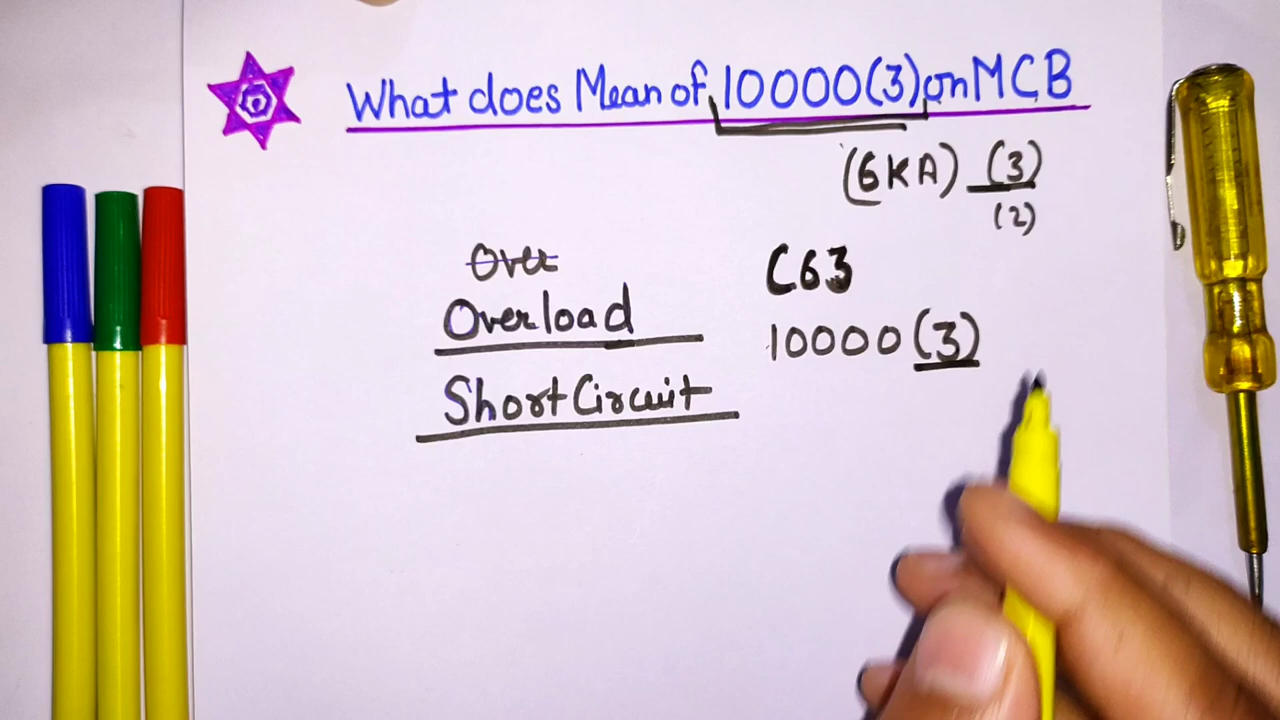 What does Mean of 10000(3) on MCB
(6KA) (3)
(2)
Over
Overload
Short Circuit
C63
10000 (3)